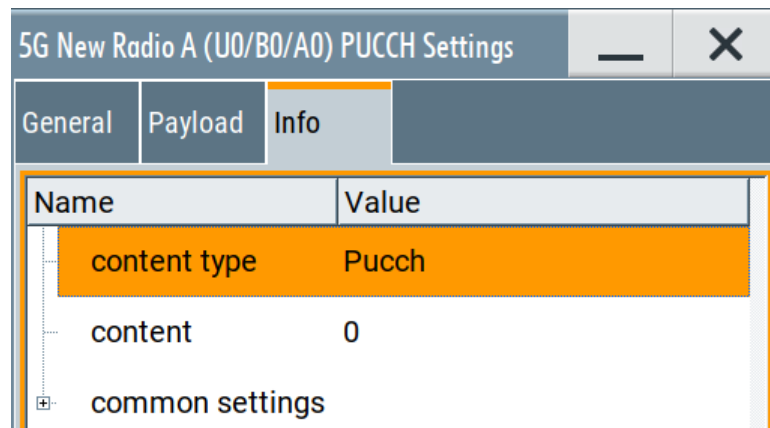 5G New Radio A (U0/B0/A0) PUCCH Settings
General Payload Info
Name Value
content type Pucch
content 0
common settings